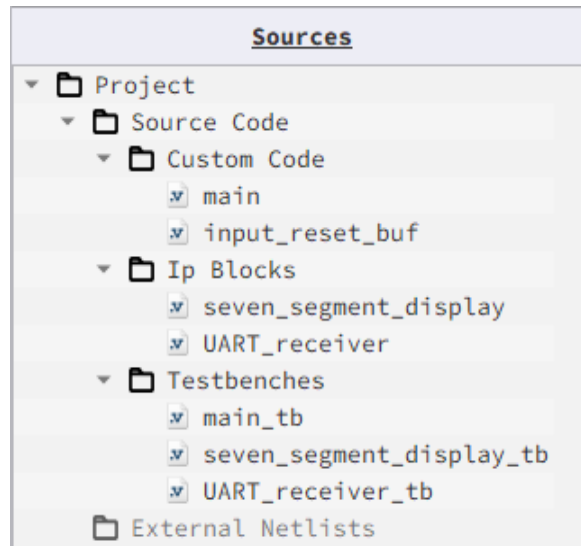 Sources
Project
Source Code
Custom Code
main
input_reset_buf
Ip Blocks
seven_segment_display
UART_receiver
Testbenches
main_tb
seven_segment_display_tb
UART_receiver_tb
External Netlists